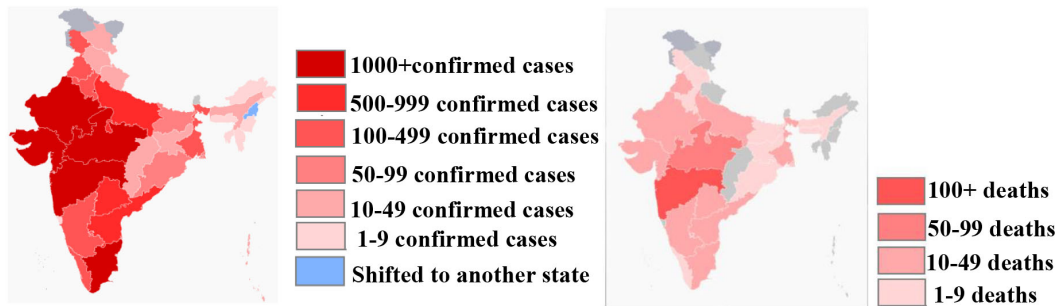 1000+confirmed cases
500-999 confirmed cases
100-499 confirmed cases
50-99 confirmed cases
10-49 confirmed cases
1-9 confirmed cases
Shifted to another state
100+ deaths
50-99 deaths
10-49 deaths
1-9 deaths